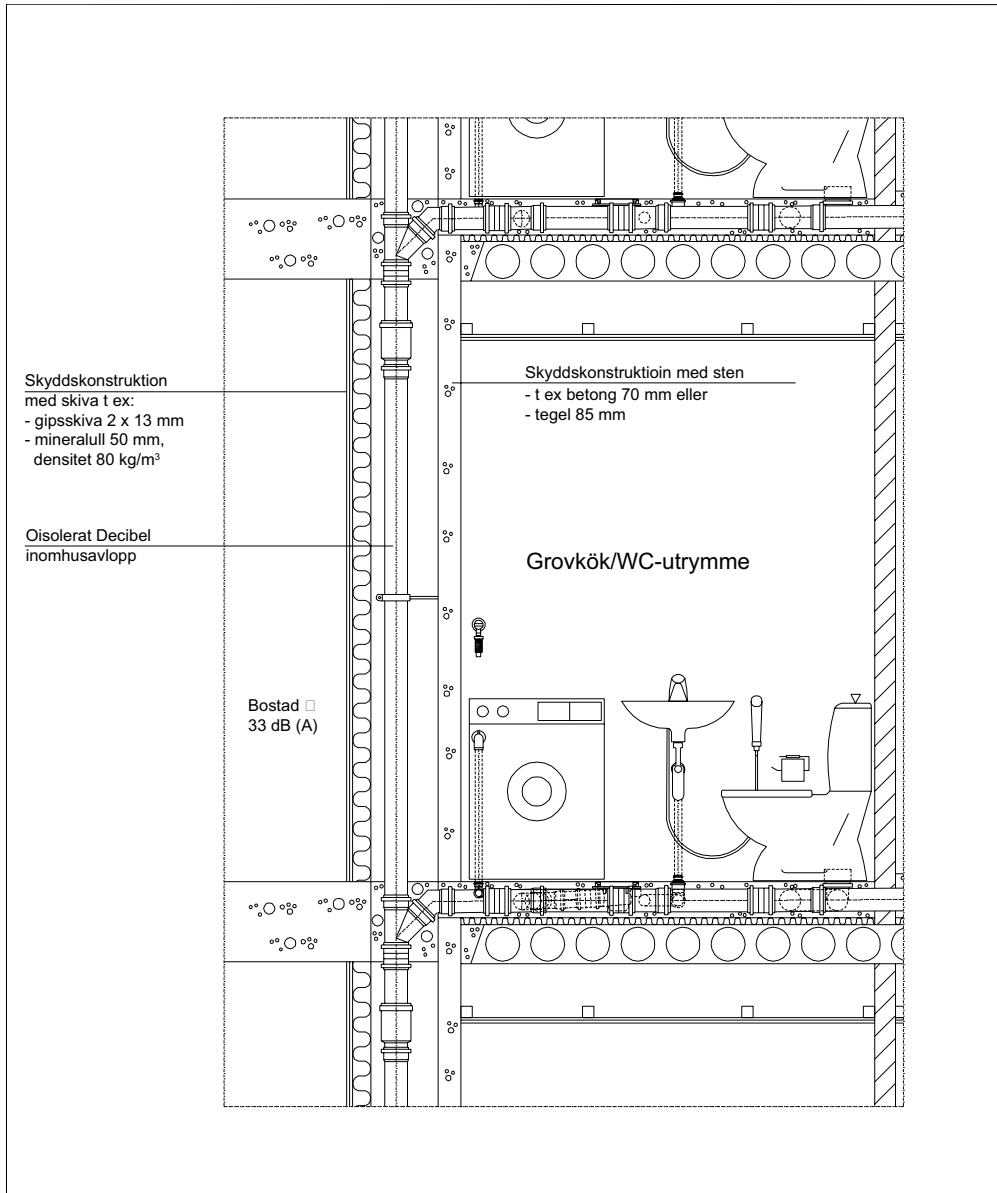 Skyddskonstruktion
med skiva t ex:
- gipsskiva 2 x 13 mm
- mineralull 50 mm,
densitet 80 kg/m³
Skyddskonstruktioin med sten
- t ex betong 70 mm eller
- tegel 85 mm
Oisolerat Decibel
inomhusavlopp
Grovkök/WC-utrymme
Bostad □
33 dB (A)